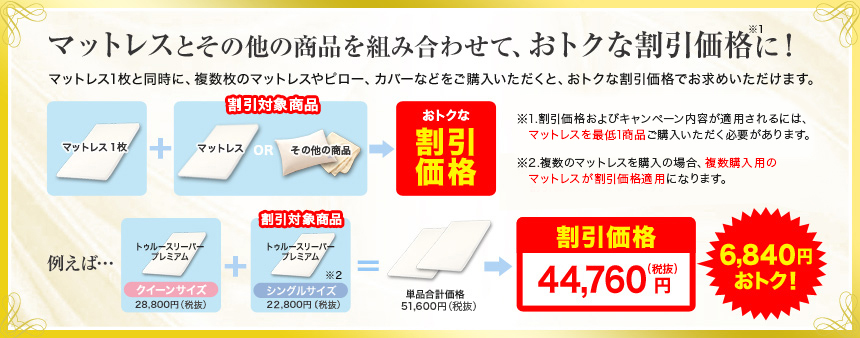 マットレスとその他の商品を組み合わせて、おトクな割引価格に!
※1
マットレス1枚と同時に、複数枚のマットレスやピロー、カバーなどをご購入いただくと、おトクな割引価格でお求めいただけます。
割引対象商品
マットレス1枚
+
マットレス
OR
その他の商品
おトクな
割引
価格
※1.割引価格およびキャンペーン内容が適用されるには、
マットレスを最低1商品ご購入いただく必要があります。
※2.複数のマットレスを購入の場合、複数購入用の
マットレスが割引価格適用になります。
例えば…
トゥルースリーパー
プレミアム
クイーンサイズ
28,800円(税抜)
+
割引対象商品
トゥルースリーパー
プレミアム
※2
シングルサイズ
22,800円(税抜)
=
単品合計価格
51,600円(税抜)
割引価格
44,760円(税抜)
6,840円
おトク!